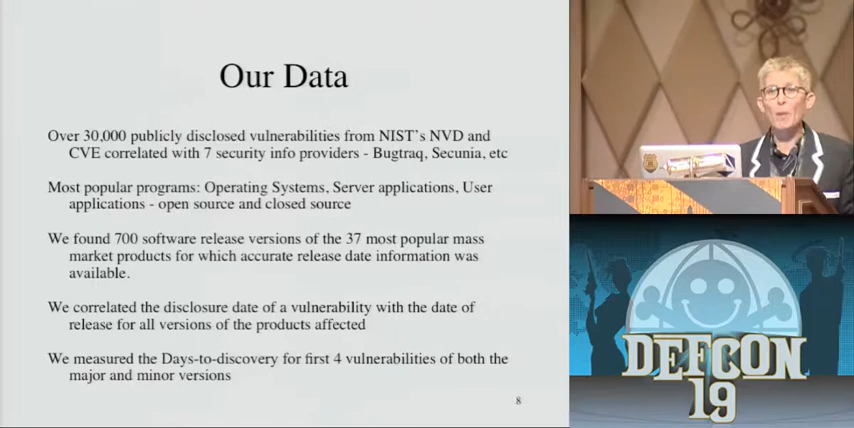 Our Data
Over 30,000 publicly disclosed vulnerabilities from NIST's NVD and
CVE correlated with 7 security info providers - Bugtraq, Secunia, etc
Most popular programs: Operating Systems, Server applications, User
applications - open source and closed source
We found 700 software release versions of the 37 most popular mass
market products for which accurate release date information was
available.
We correlated the disclosure date of a vulnerability with the date of
release for all versions of the products affected
We measured the Days-to-discovery for first 4 vulnerabilities of both the
major and minor versions
8
DEFCON
19